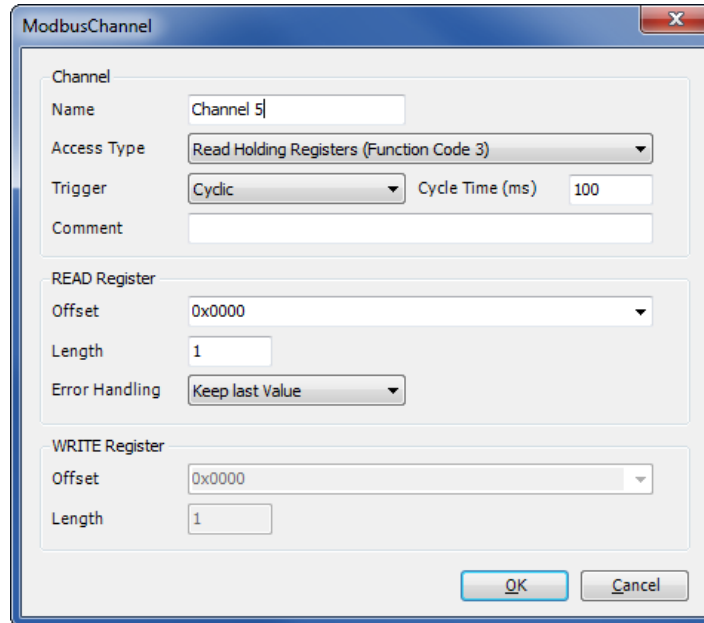 ModbusChannel
Channel
Name Channel 5
Access Type Read Holding Registers (Function Code 3)
Trigger Cyclic Cycle Time (ms) 100
Comment
READ Register
Offset 0x0000
Length 1
Error Handling Keep last Value
WRITE Register
Offset 0x0000
Length 1
OK Cancel